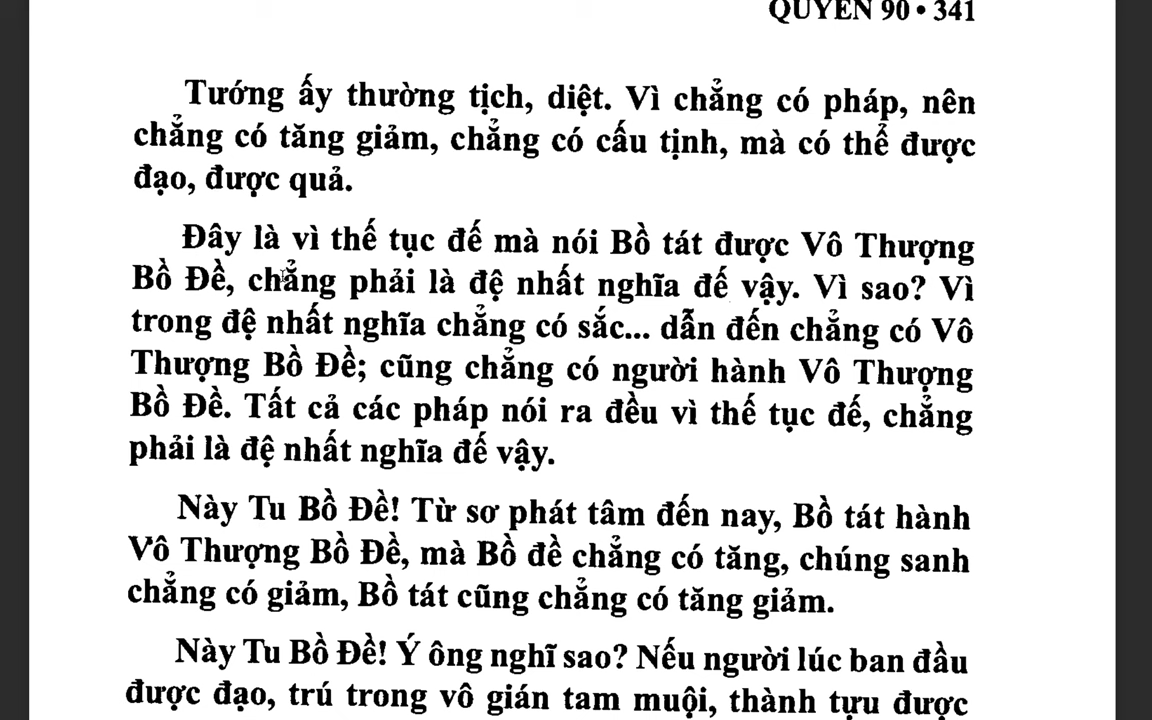 QUYỂN 90 • 341
Tướng ấy thường tịch, diệt. Vì chẳng có pháp, nên
chẳng có tăng giảm, chẳng có cấu tịnh, mà có thể được
đạo, được quả.
Đây là vì thế tục đế mà nói Bồ tát được Vô Thượng
Bồ Đề, chẳng phải là đệ nhất nghĩa đế vậy. Vì sao? Vì
trong đệ nhất nghĩa chẳng có sắc... dẫn đến chẳng có Vô
Thượng Bồ Đề; cũng chẳng có người hành Vô Thượng
Bồ Đề. Tất cả các pháp nói ra đều vì thế tục đế, chẳng
phải là đệ nhất nghĩa đế vậy.
Này Tu Bồ Đề! Từ sơ phát tâm đến nay, Bồ tát hành
Vô Thượng Bồ Đề, mà Bồ đề chẳng có tăng, chúng sanh
chẳng có giảm, Bồ tát cũng chẳng có tăng giảm.
Này Tu Bồ Đề! Ý ông nghĩ sao? Nếu người lúc ban đầu
được đạo, trú trong vô gián tam muội, thành tựu được